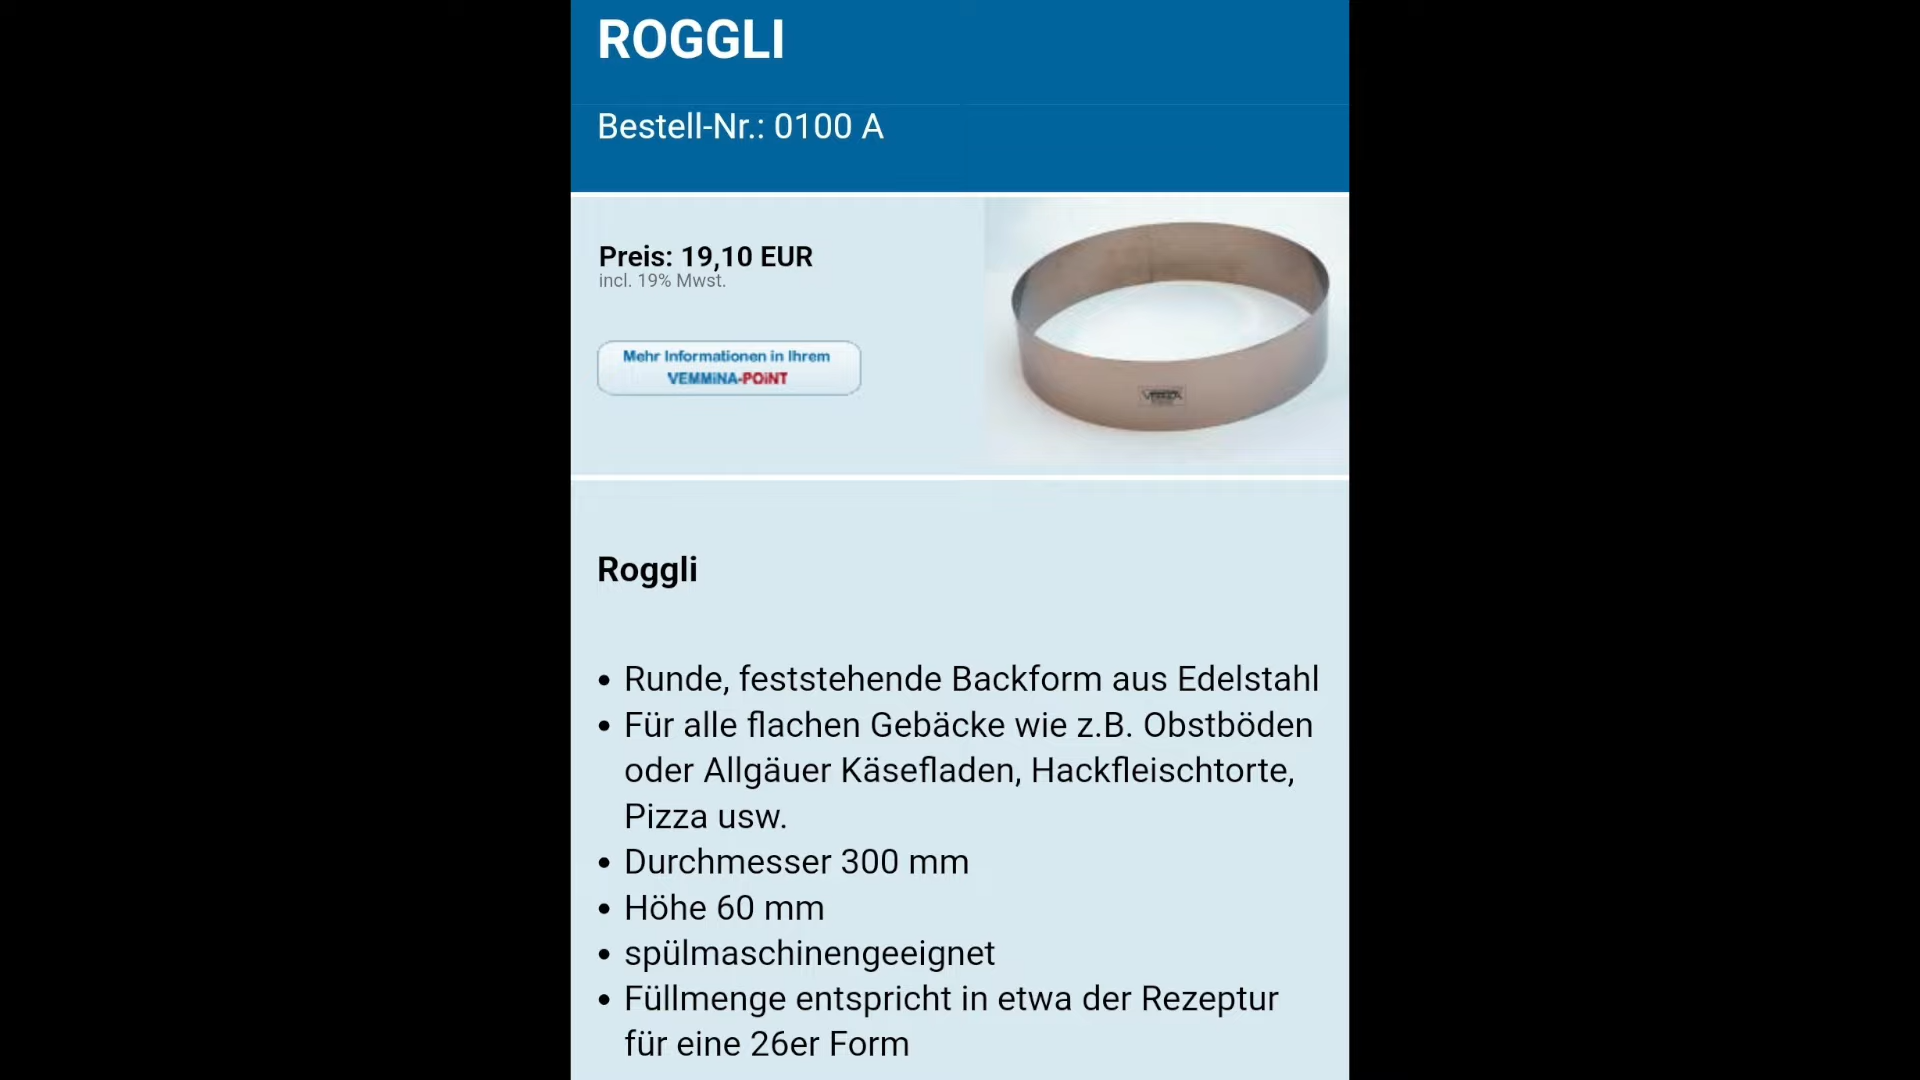 ROGGLI
Bestell-Nr.: 0100 A
Preis: 19,10 EUR
incl. 19% Mwst.
Mehr Informationen in Ihrem
VEMMiNA-POiNT
Roggli
• Runde, feststehende Backform aus Edelstahl
• Für alle flachen Gebäcke wie z.B. Obstböden
oder Allgäuer Käsefladen, Hackfleischtorte,
Pizza usw.
• Durchmesser 300 mm
• Höhe 60 mm
• spülmaschinengeeignet
• Füllmenge entspricht in etwa der Rezeptur
für eine 26er Form